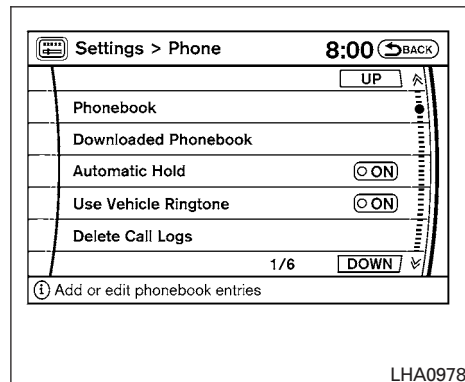 Settings > Phone 8:00 BACK
UP
Phonebook
Downloaded Phonebook
Automatic Hold ON
Use Vehicle Ringtone ON
Delete Call Logs
1/6 DOWN
i Add or edit phonebook entries
LHA0978